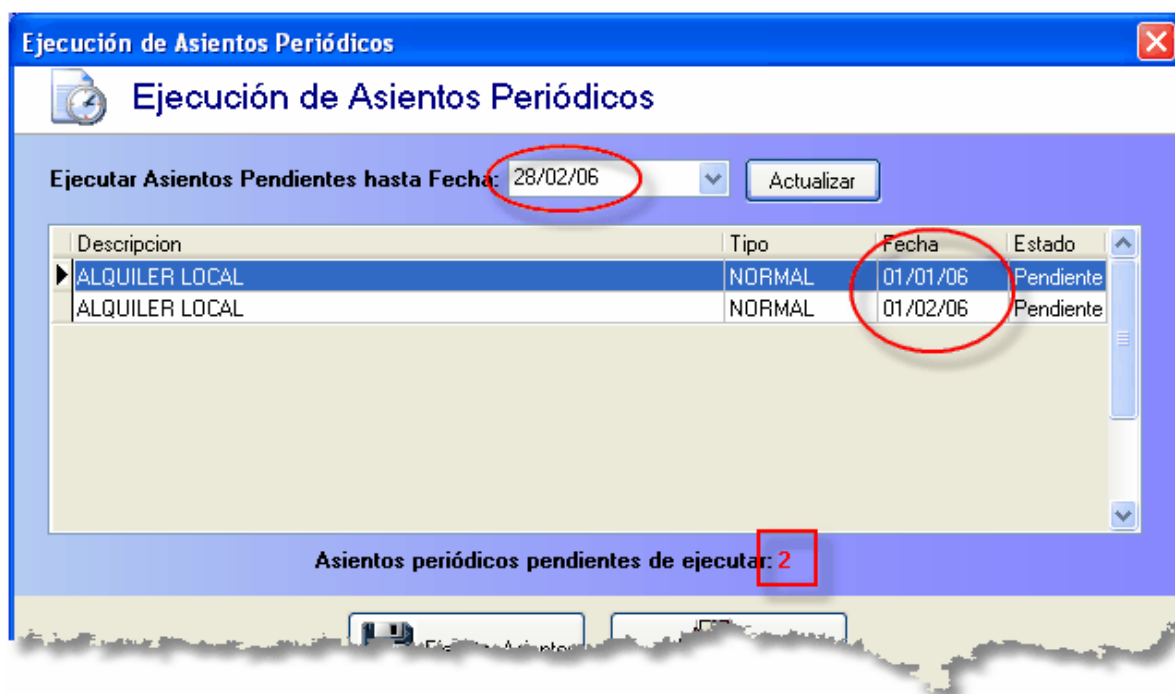 Ejecución de Asientos Periódicos
Ejecución de Asientos Periódicos
Ejecutar Asientos Pendientes hasta Fecha: 28/02/06 Actualizar
Descripcion Tipo Fecha Estado
ALQUILER LOCAL NORMAL 01/01/06 Pendiente
ALQUILER LOCAL NORMAL 01/02/06 Pendiente
Asientos periódicos pendientes de ejecutar: 2